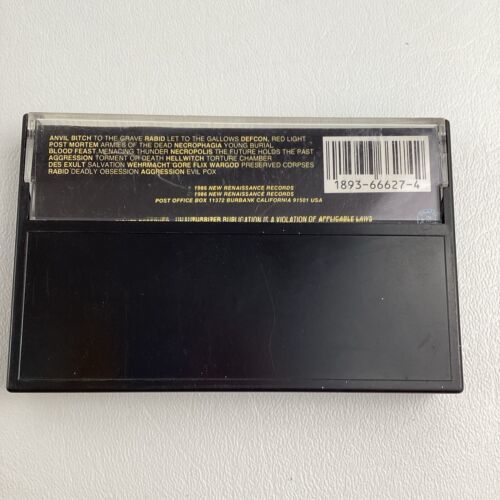 ANVIL BITCH TO THE GRAVE RABID LET TO THE GALLOWS DEFCON, RED LIGHT
POST MORTEM ARMIES OF THE DEAD NECROPHAGIA YOUNG BURIAL
BLOOD FEAST, MENACING THUNDER NECROPOLIS THE FUTURE HOLDS THE PAST
AGGRESSION TORMENT OR DEATH HELLWITCH TORTURE CHAMBER
DES EXULT SALVATION WEHRMACHT GORE FLIX WARGOD PRESERVED CORPSES
RABID DEADLY OBSESSION AGGRESSION EVIL POX
1893-66627-4
1986 NEW RENAISSANCE RECORDS
1986 NEW RENAISSANCE RECORDS
POST OFFICE BOX 11372 BURBANK CALIFORNIA 91501 USA
IS A VIOLATION OF APPLICABLE LAWS